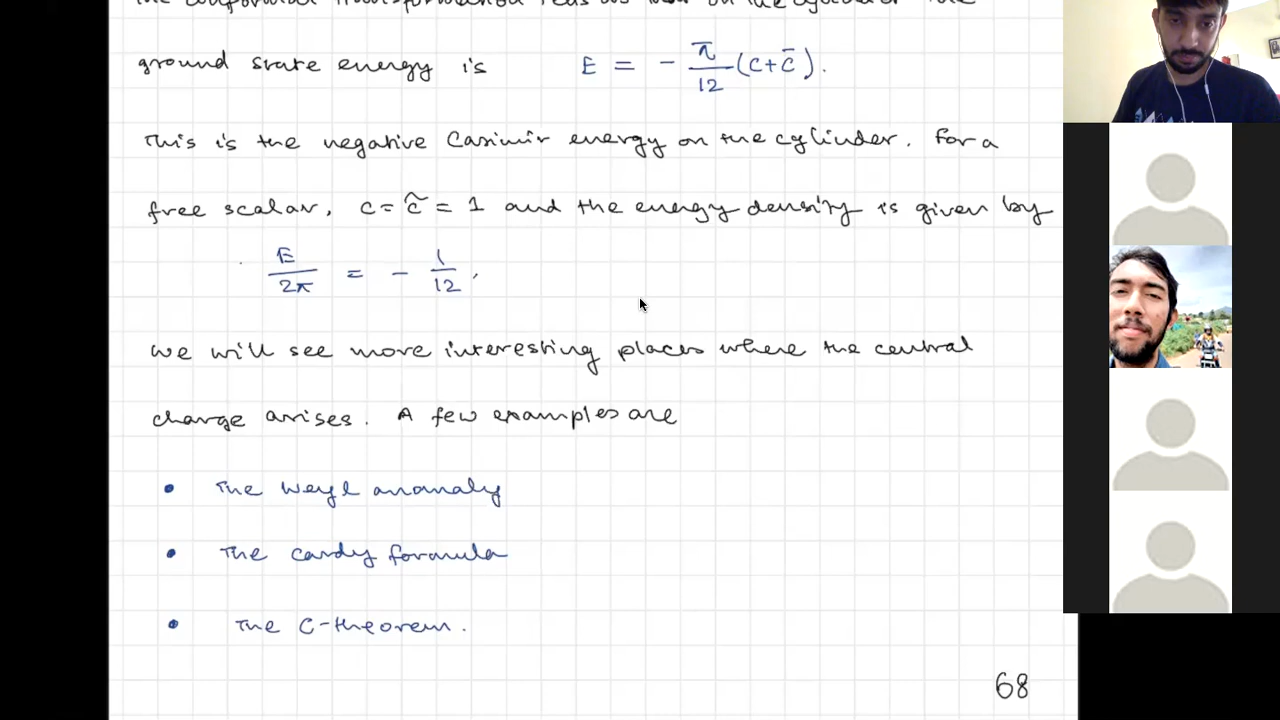 ground state energy is E = - π/12 (c+c̄).
This is the negative Casimir energy on the cylinder. For a
free scalar, c = c̃ = 1 and the energy density is given by
E/2π = - 1/12.
We will see more interesting places where the central
charge arises. A few examples are
• The Weyl anomaly
• The cardy formula
• The C-theorem.
68